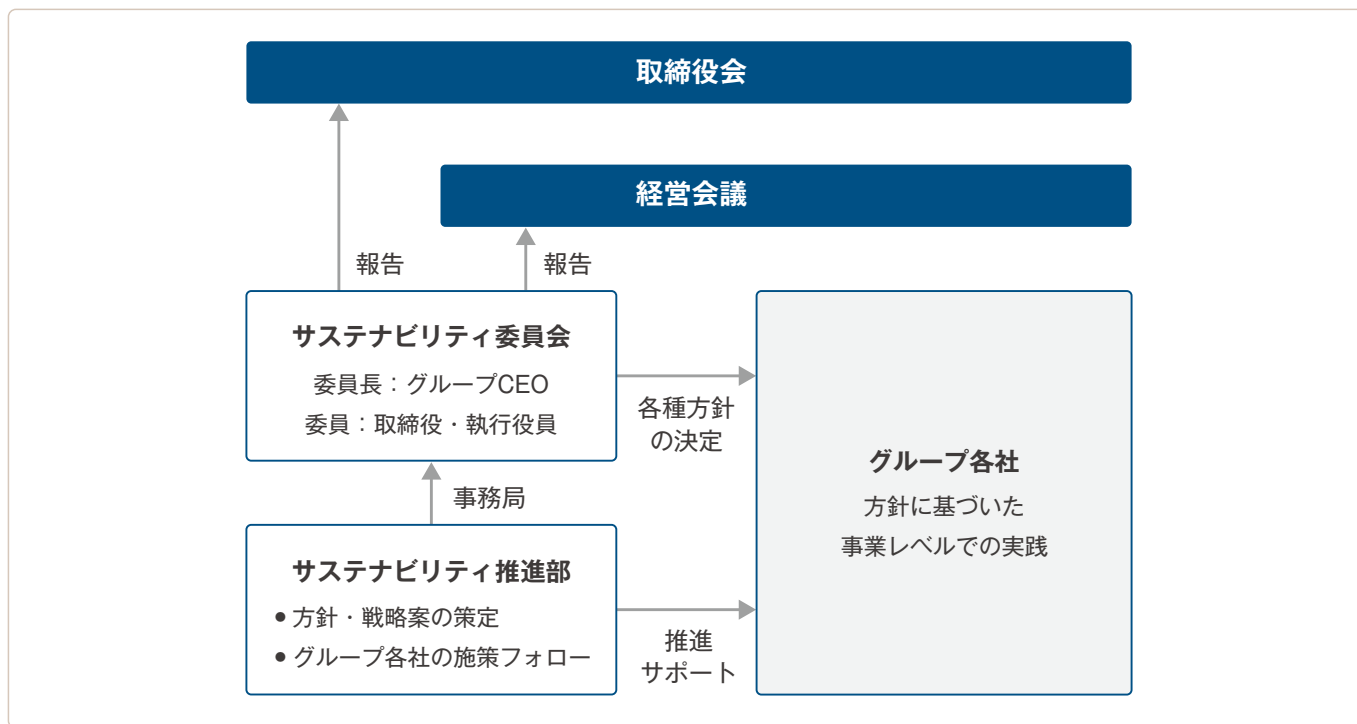 取締役会
経営会議
報告
報告
サステナビリティ委員会
委員長：グループCEO
委員：取締役・執行役員
各種方針
の決定
グループ各社
方針に基づいた
事業レベルでの実践
事務局
サステナビリティ推進部
● 方針・戦略案の策定
● グループ各社の施策フォロー
推進
サポート